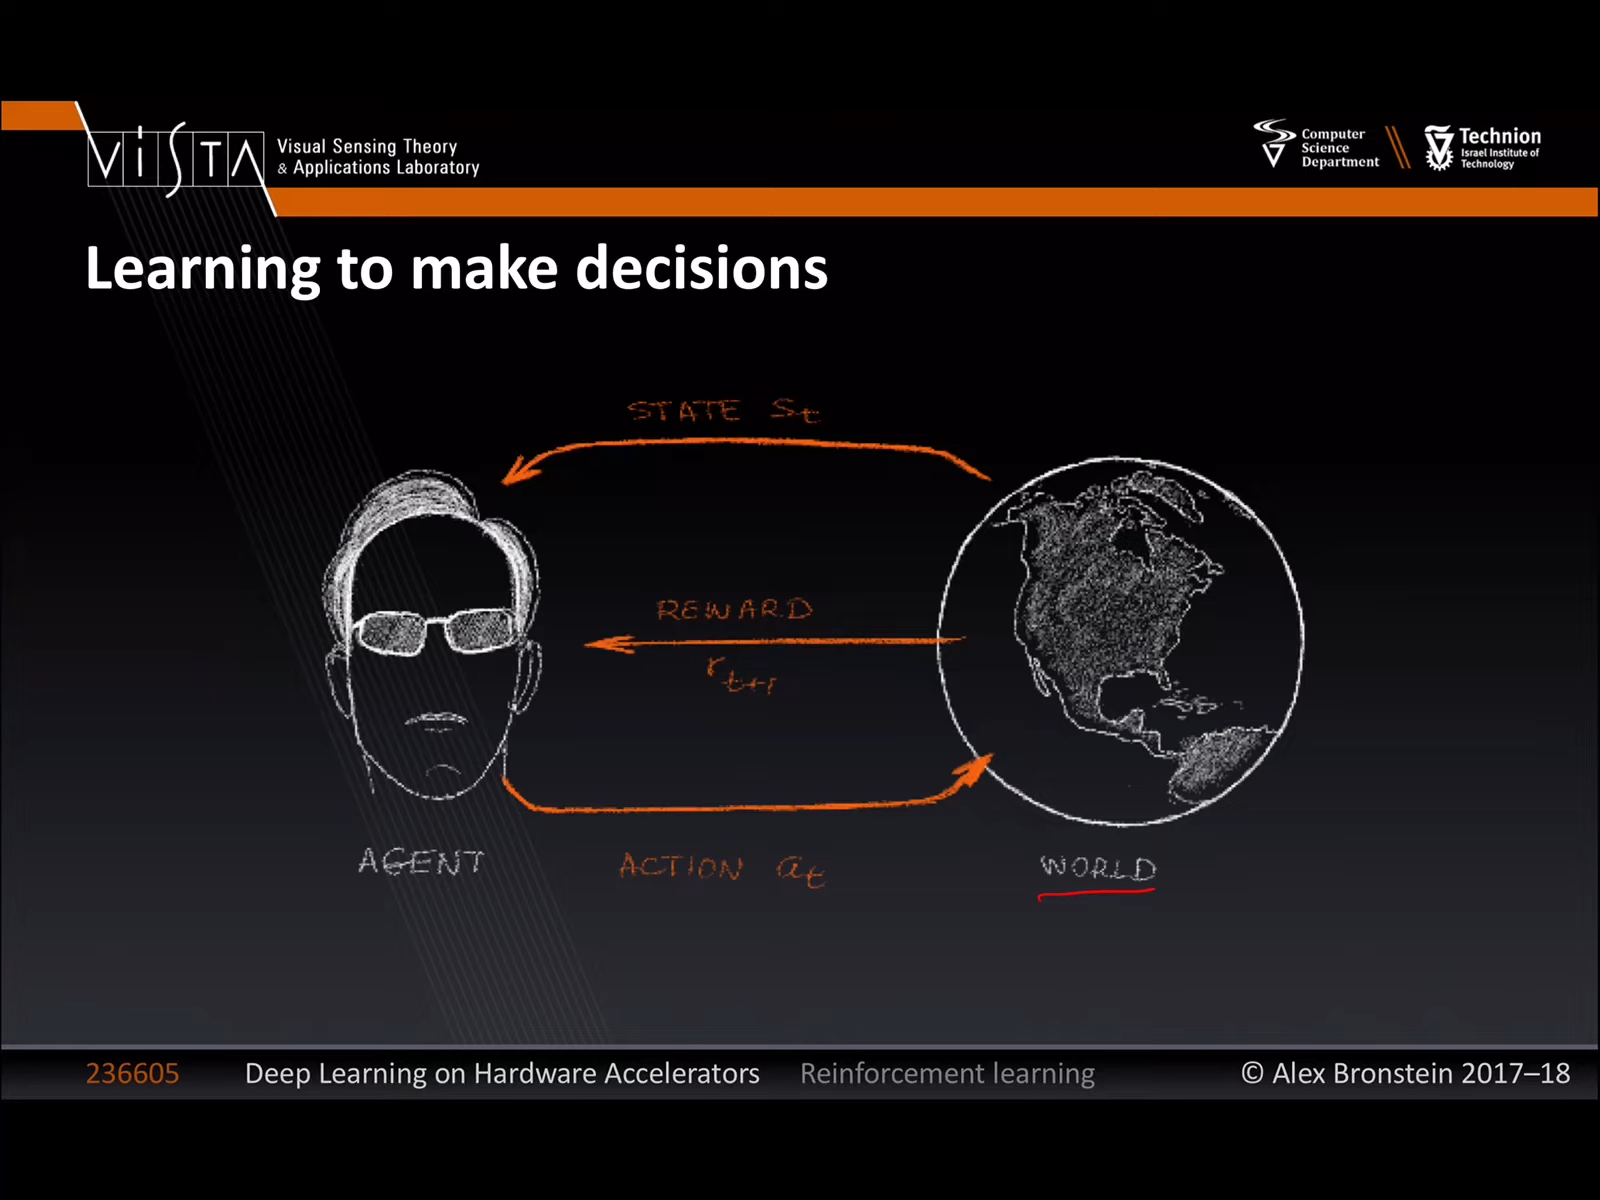 ViSTA
Visual Sensing Theory
& Applications Laboratory
Computer
Science
Department
Technion
Israel Institute of
Technology
Learning to make decisions
STATE St
REWARD
rt+1
AGENT
ACTION at
WORLD
236605 Deep Learning on Hardware Accelerators Reinforcement learning © Alex Bronstein 2017–18